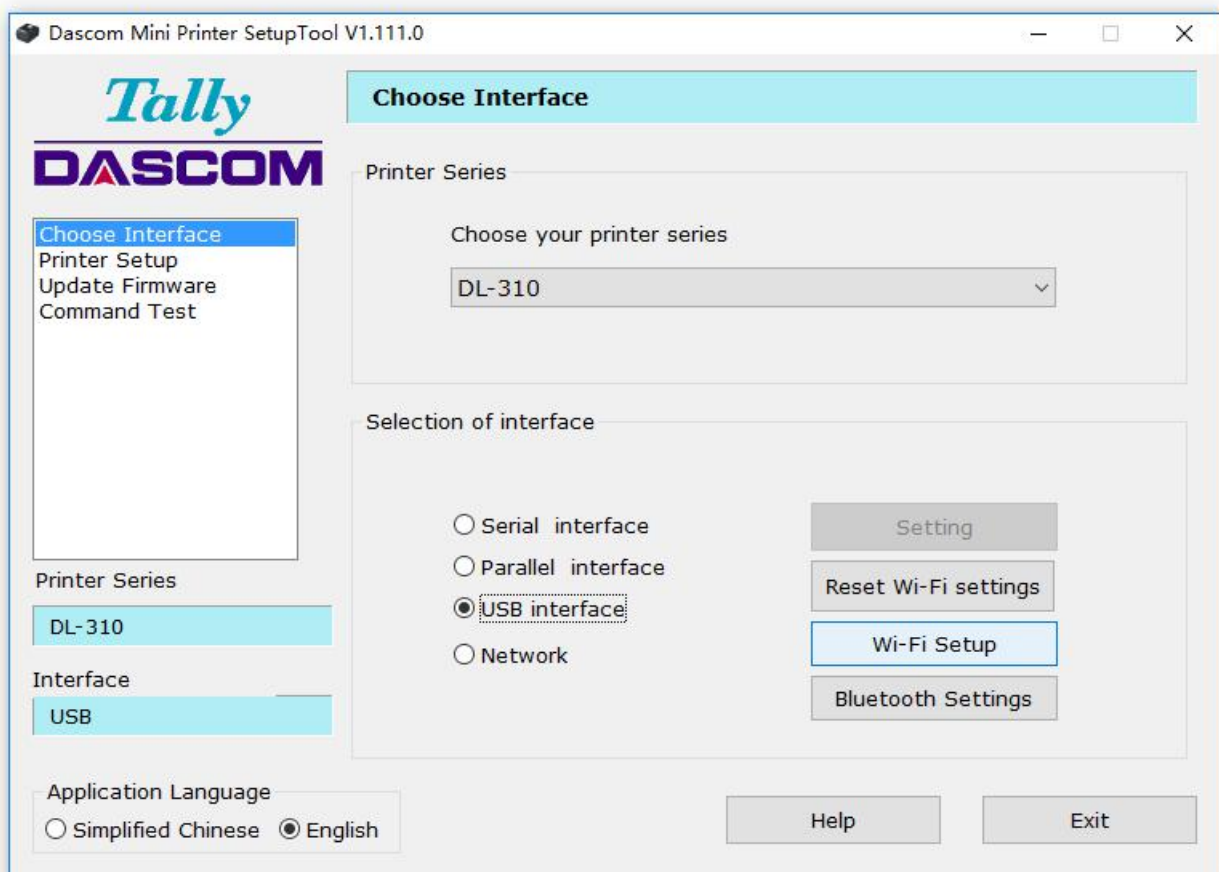 Dascom Mini Printer SetupTool V1.111.0
Tally
DASCOM
Choose Interface
Printer Setup
Update Firmware
Command Test
Printer Series
DL-310
Interface
USB
Application Language
Simplified Chinese
English
Choose Interface
Printer Series
Choose your printer series
DL-310
Selection of interface
Serial interface
Parallel interface
USB interface
Network
Setting
Reset Wi-Fi settings
Wi-Fi Setup
Bluetooth Settings
Help
Exit